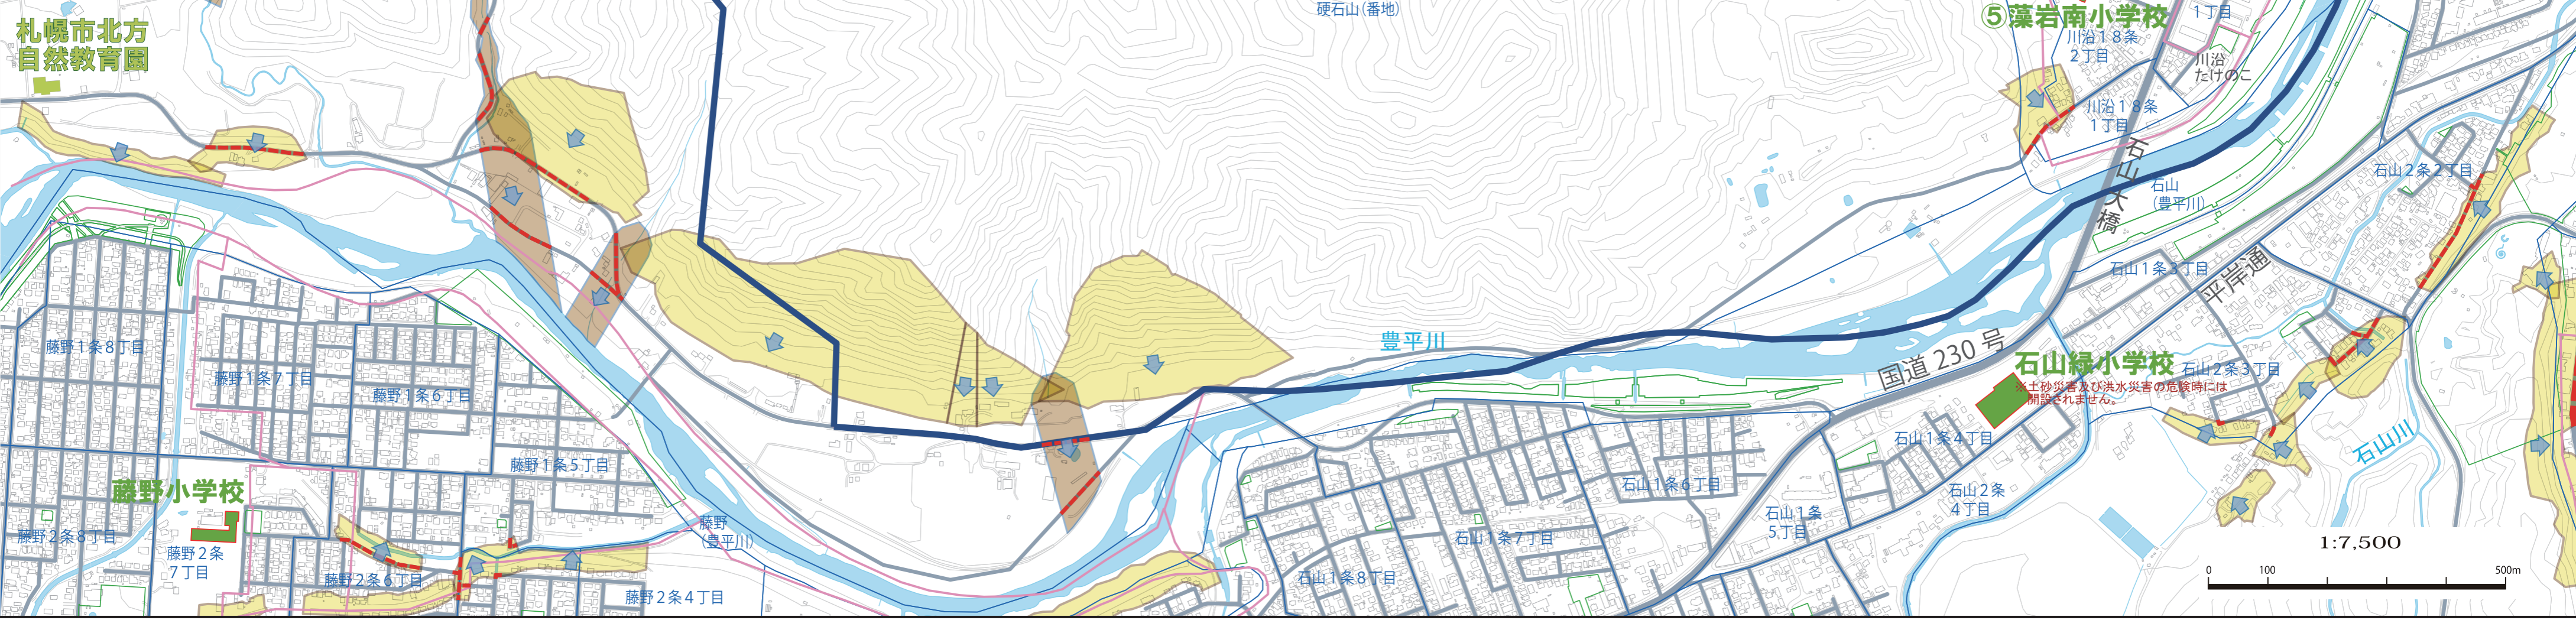 硬石山(番地)
札幌市北方
自然教育園
⑤藻岩南小学校
1丁目
川沿18条
2丁目
川沿
たけのこ
川沿18条
1丁目
石山大橋
石山
(豊平川)
石山2条2丁目
石山1条3丁目
平岸通
豊平川
国道 230 号
石山緑小学校
※土砂災害及び洪水災害の危険時には
開設されません。
石山2条3丁目
藤野1条8丁目
藤野1条7丁目
藤野1条6丁目
藤野1条5丁目
石山1条4丁目
石山川
藤野小学校
石山1条6丁目
石山2条
4丁目
石山1条
5丁目
藤野2条8丁目
藤野2条
7丁目
藤野
(豊平川)
石山1条7丁目
藤野2条6丁目
石山1条8丁目
藤野2条4丁目
1:7,500
0 100 500m